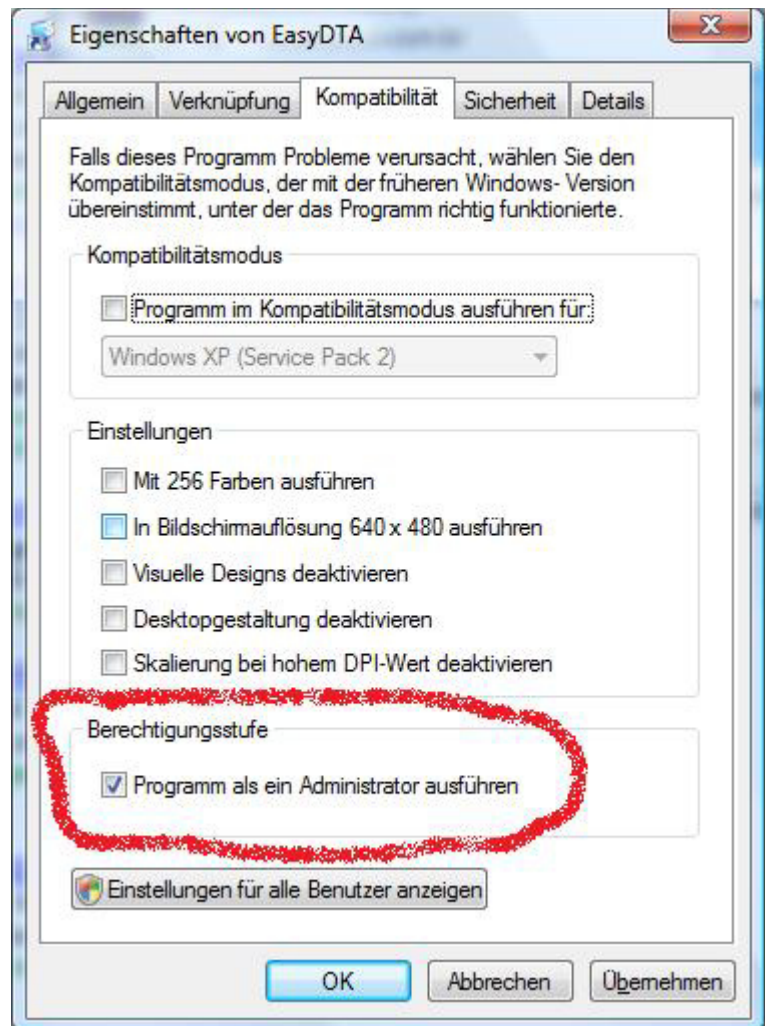 Eigenschaften von EasyDTA
Allgemein Verknüpfung Kompatibilität Sicherheit Details
Falls dieses Programm Probleme verursacht, wählen Sie den
Kompatibilitätsmodus, der mit der früheren Windows- Version
übereinstimmt, unter der das Programm richtig funktionierte.
Kompatibilitätsmodus
Programm im Kompatibilitätsmodus ausführen für:
Windows XP (Service Pack 2)
Einstellungen
Mit 256 Farben ausführen
In Bildschirmauflösung 640 x 480 ausführen
Visuelle Designs deaktivieren
Desktopgestaltung deaktivieren
Skalierung bei hohem DPI-Wert deaktivieren
Berechtigungsstufe
Programm als ein Administrator ausführen
Einstellungen für alle Benutzer anzeigen
OK Abbrechen Übernehmen